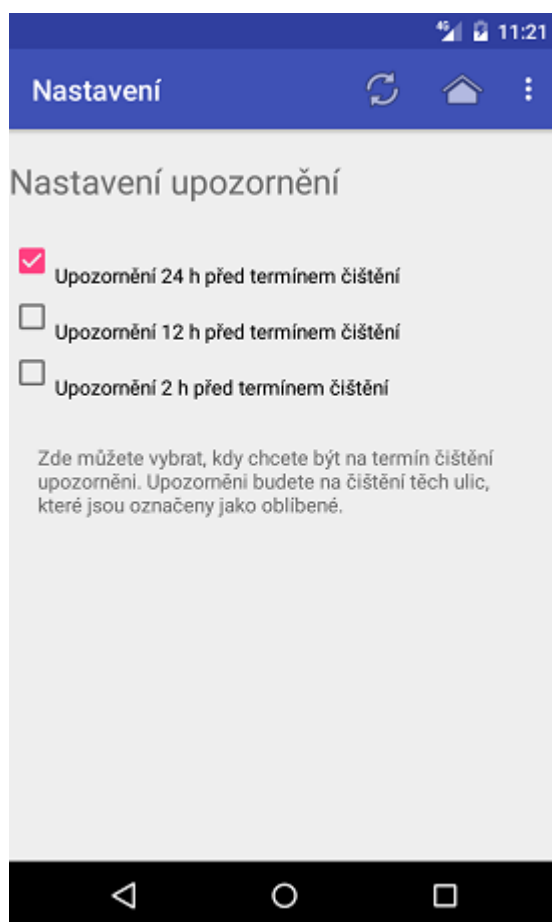 4G 11:21
Nastavení
Nastavení upozornění
Upozornění 24 h před termínem čištění
Upozornění 12 h před termínem čištění
Upozornění 2 h před termínem čištění
Zde můžete vybrat, kdy chcete být na termín čištění
upozorněni. Upozorněni budete na čištění těch ulic,
které jsou označeny jako oblíbené.